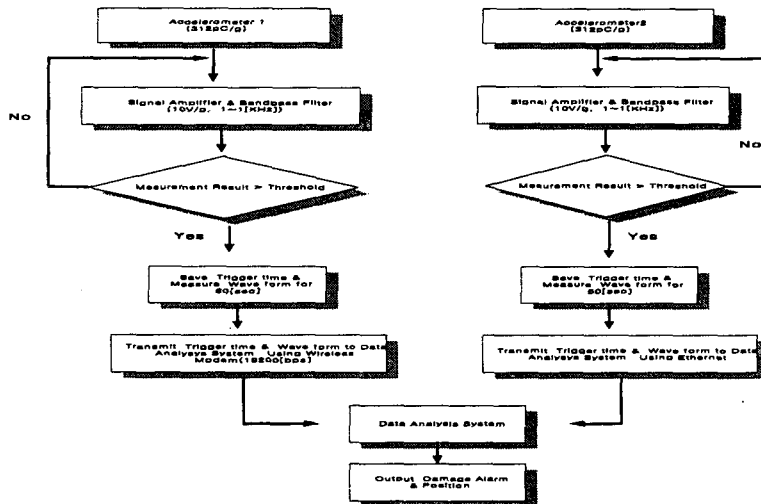 Accelerometer 1
(312pC/g)
No
Signal Amplifier & Bandpass Filter
(10V/g, 1~1[KHz])
Mesurement Result > Threshold
Yes
Save Trigger time &
Measure Wave form for
60[sec]
Transmit Trigger time & Wave form to Data
Analysys System Using Wireless
Modem(19200[bps]
Accelerometer2
(312pC/g)
Signal Amplifier & Bandpass Filter
(10V/g, 1~1[KHz])
No
Mesurement Result > Threshold
Yes
Save Trigger time &
Measure Wave form for
60[sec]
Transmit Trigger time & Wave form to Data
Analysys System Using Ethernet
Data Analysis System
Output Damage Alarm
& Position